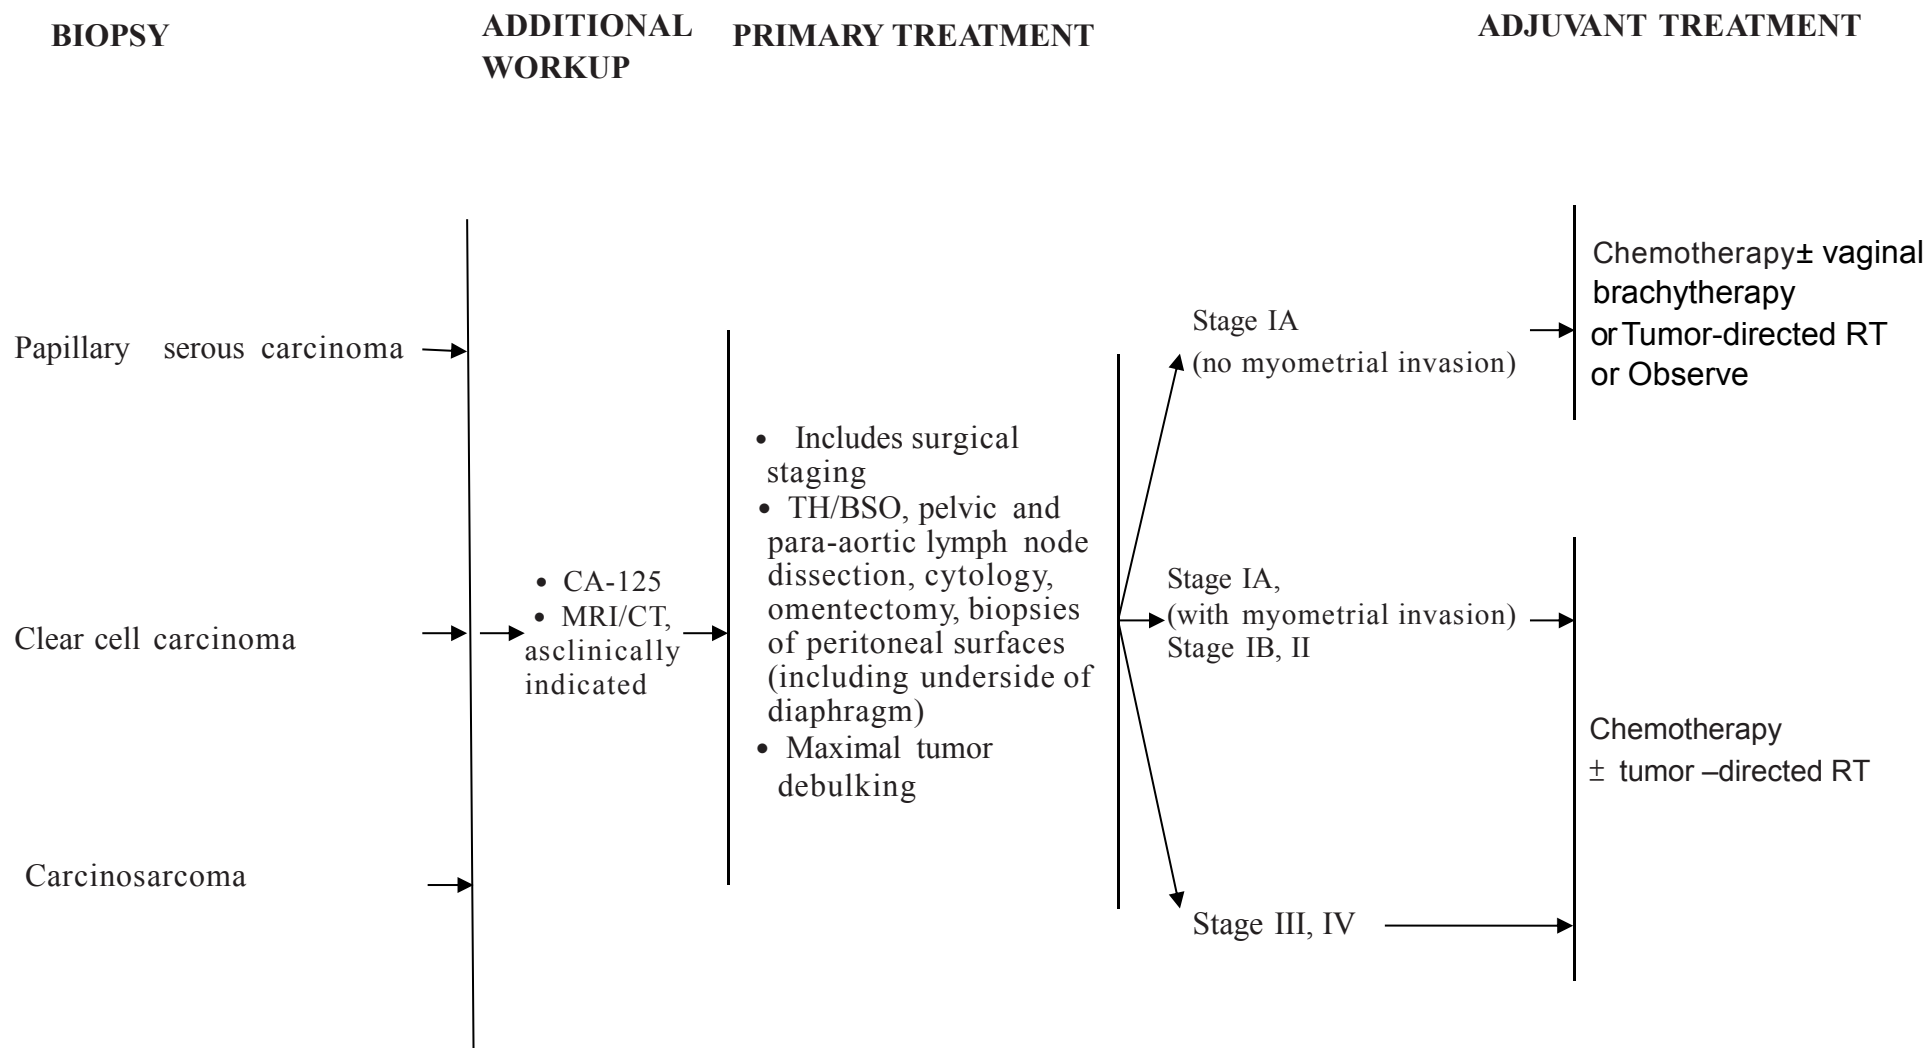 BIOPSY
ADDITIONAL
WORKUP
PRIMARY TREATMENT
ADJUVANT TREATMENT
Papillary serous carcinoma
Clear cell carcinoma
Carcinosarcoma
• CA-125
• MRI/CT,
asclinically
indicated
• Includes surgical
staging
• TH/BSO, pelvic and
para-aortic lymph node
dissection, cytology,
omentectomy, biopsies
of peritoneal surfaces
(including underside of
diaphragm)
• Maximal tumor
debulking
Stage IA
(no myometrial invasion)
Stage IA,
(with myometrial invasion)
Stage IB, II
Stage III, IV
Chemotherapy± vaginal
brachytherapy
or Tumor-directed RT
or Observe
Chemotherapy
± tumor –directed RT